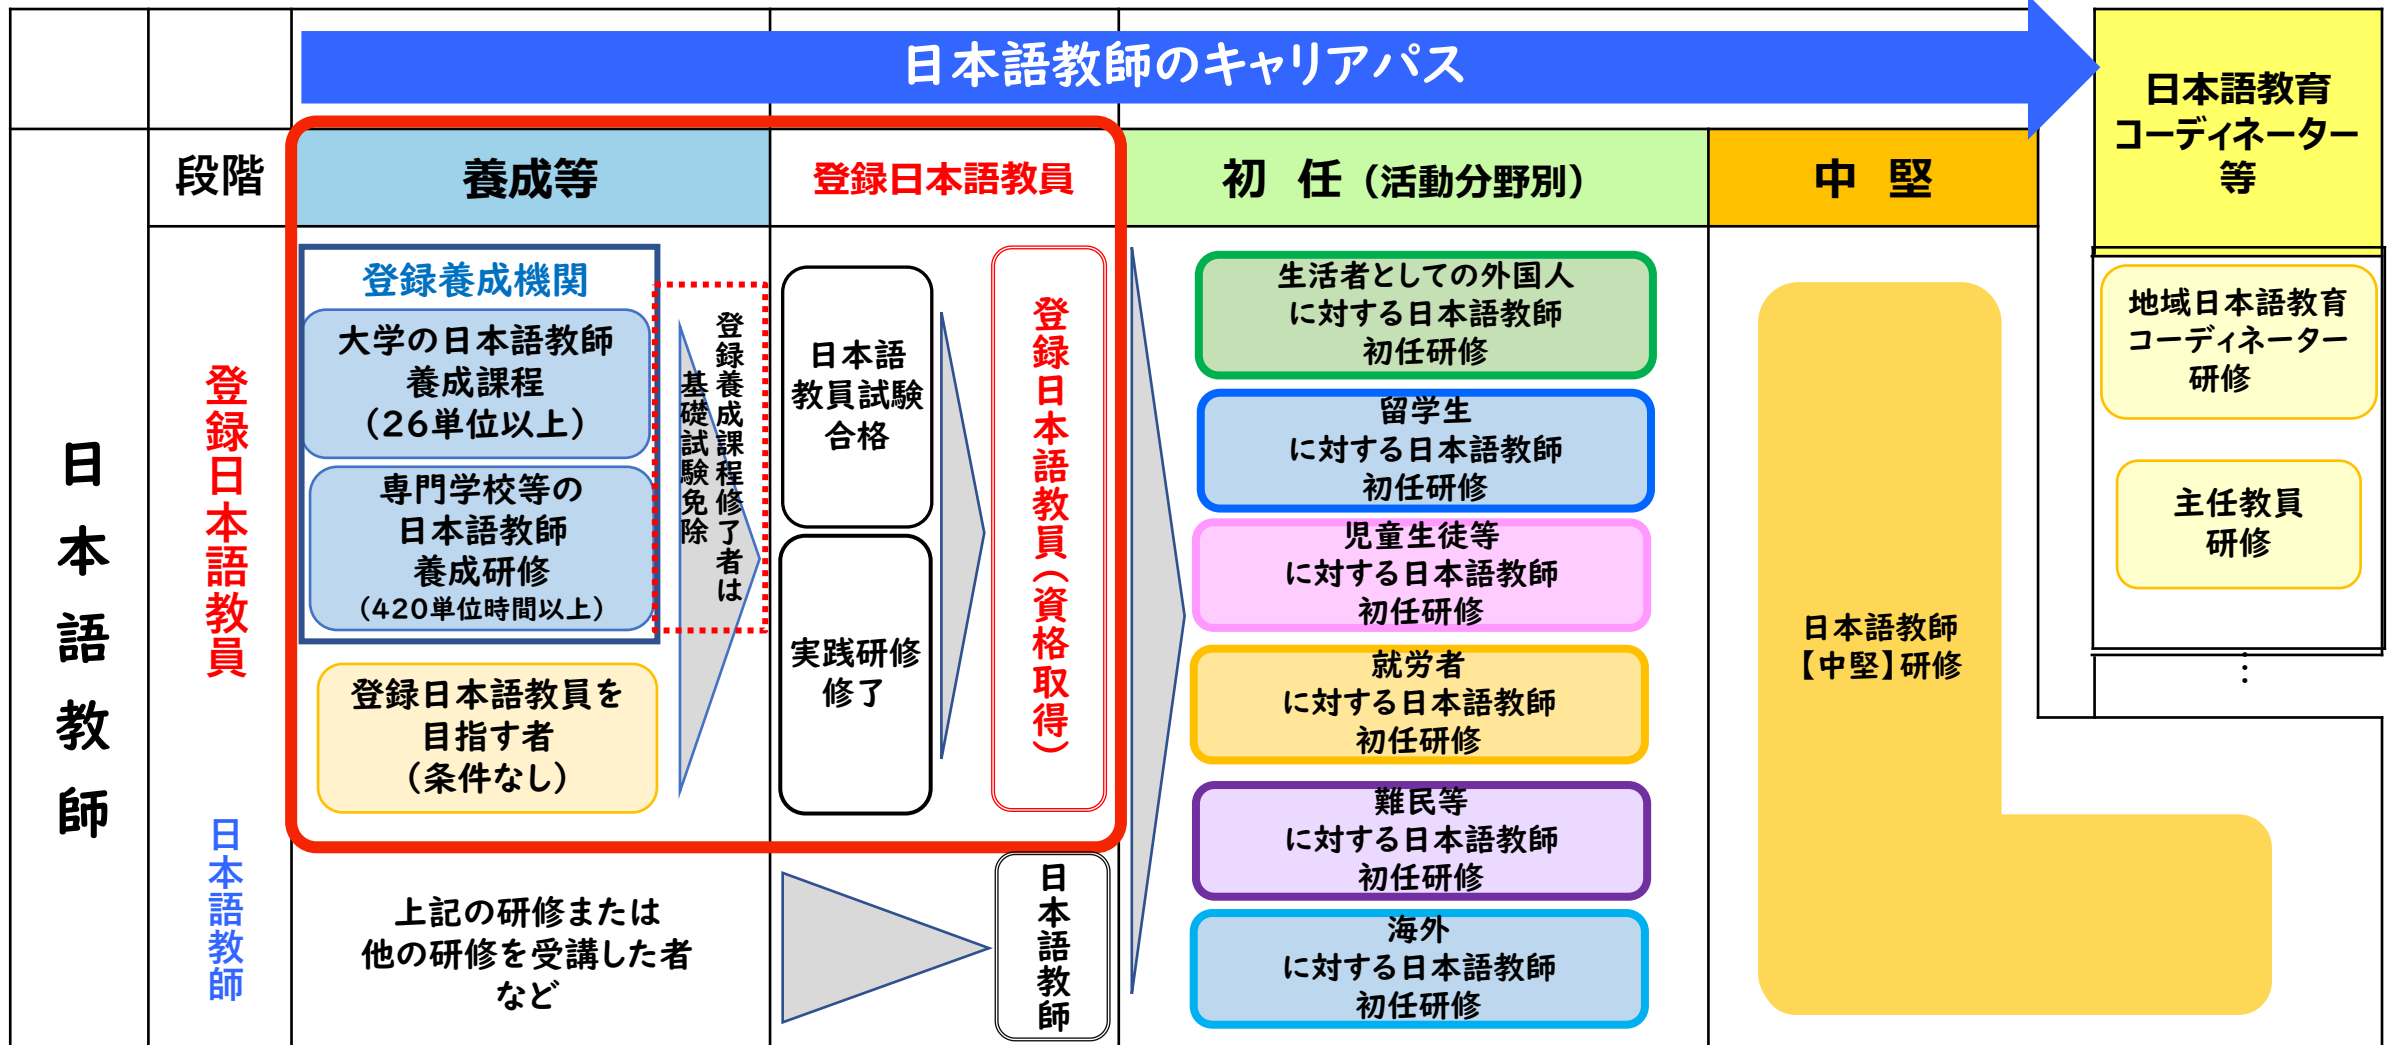 日本語教師のキャリアパス
日本語教育
コーディネーター
等
段階
養成等
登録日本語教員
初　任（活動分野別）
中　堅
日本語教師
登録日本語教員
日本語教師
登録養成機関
大学の日本語教師
養成課程
（26単位以上）
専門学校等の
日本語教師
養成研修
（420単位時間以上）
登録養成課程修了者は
基礎試験免除
登録日本語教員を
目指す者
（条件なし）
上記の研修または
他の研修を受講した者
など
日本語
教員試験
合格
実践研修
修了
登録日本語教員（資格取得）
日本語教師
生活者としての外国人
に対する日本語教師
初任研修
留学生
に対する日本語教師
初任研修
児童生徒等
に対する日本語教師
初任研修
就労者
に対する日本語教師
初任研修
難民等
に対する日本語教師
初任研修
海外
に対する日本語教師
初任研修
日本語教師
【中堅】研修
地域日本語教育
コーディネーター
研修
主任教員
研修
…